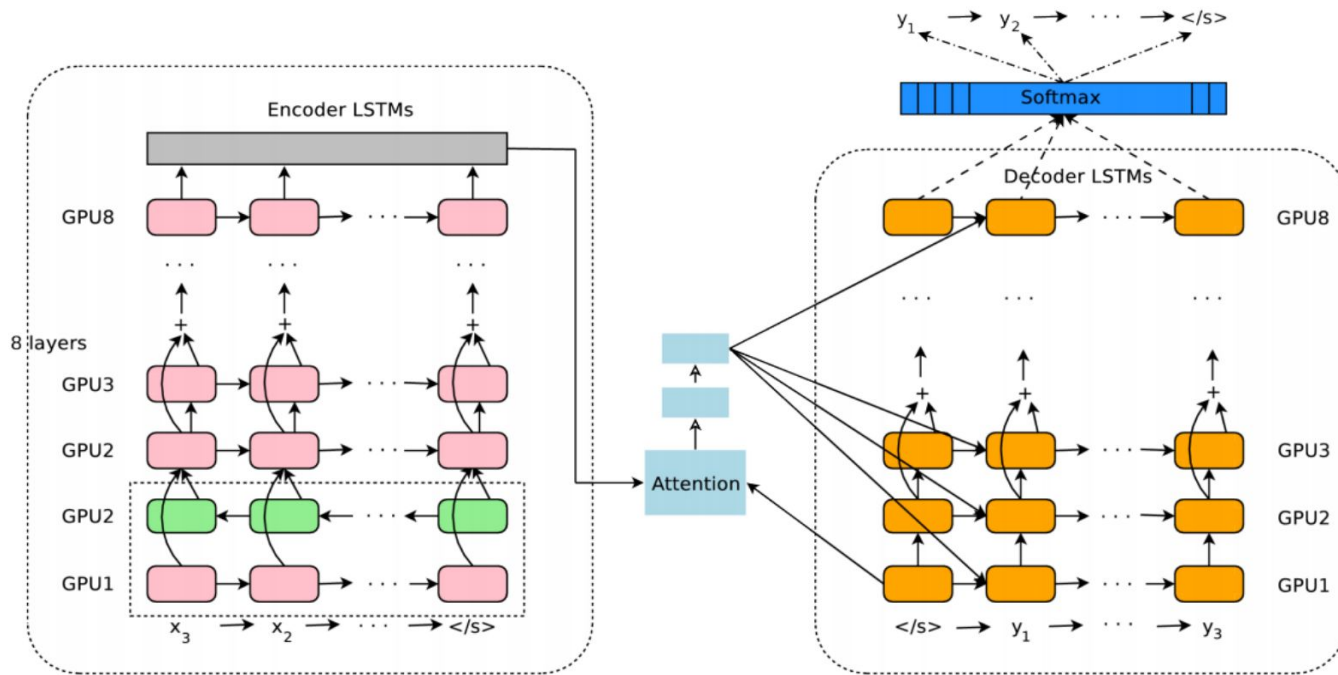 y1 → y2 → · · · → </s>
Softmax
Encoder LSTMs
Decoder LSTMs
GPU8
· · · → 
GPU8
· · ·
· · ·
· · ·
· · ·
· · ·
· · ·
+
+
+
8 layers
GPU3
· · ·
+
+
+
GPU2
· · ·
GPU3
· · ·
Attention
GPU2
· · ·
GPU2
· · ·
GPU1
· · ·
GPU1
· · ·
x3 → x2 → · · · → </s>
</s> → y1 → · · · → y3